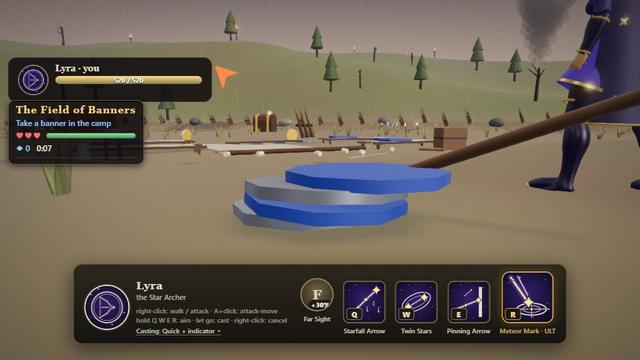 Lyra - you
520 / 520
The Field of Banners
Take a banner in the camp
0 0:07
Lyra
the Star Archer
right-click: walk / attack · A+click: attack-move
hold Q W E R: aim · let go: cast · right-click: cancel
Casting: Quick + indicator
F
+30%
Far Sight
Q
Starfall Arrow
W
Twin Stars
E
Pinning Arrow
R
Meteor Mark · ULT